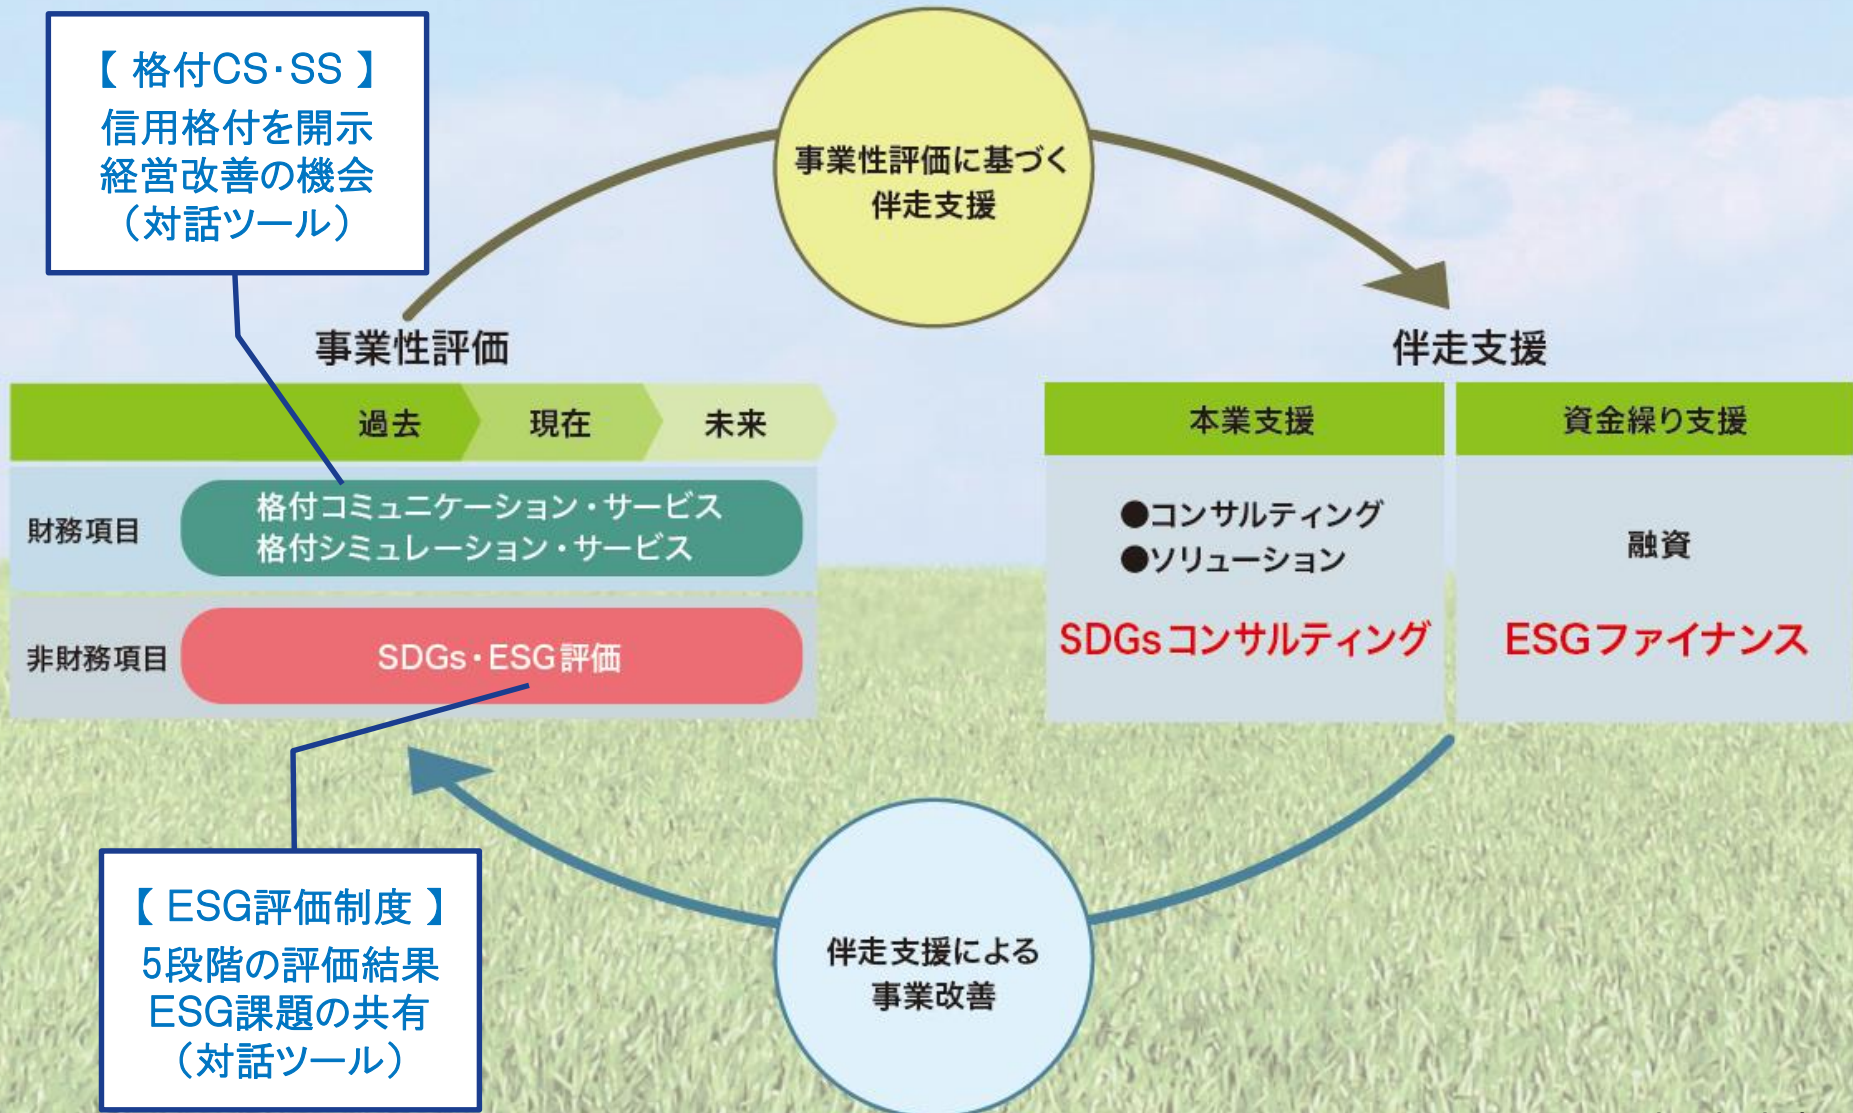 【 格付CS・SS 】
信用格付を開示
経営改善の機会
（対話ツール）
事業性評価に基づく
伴走支援
事業性評価
過去
現在
未来
財務項目
格付コミュニケーション・サービス
格付シミュレーション・サービス
非財務項目
SDGs・ESG評価
伴走支援
本業支援
資金繰り支援
●コンサルティング
●ソリューション
SDGsコンサルティング
融資
ESGファイナンス
【 ESG評価制度 】
5段階の評価結果
ESG課題の共有
（対話ツール）
伴走支援による
事業改善